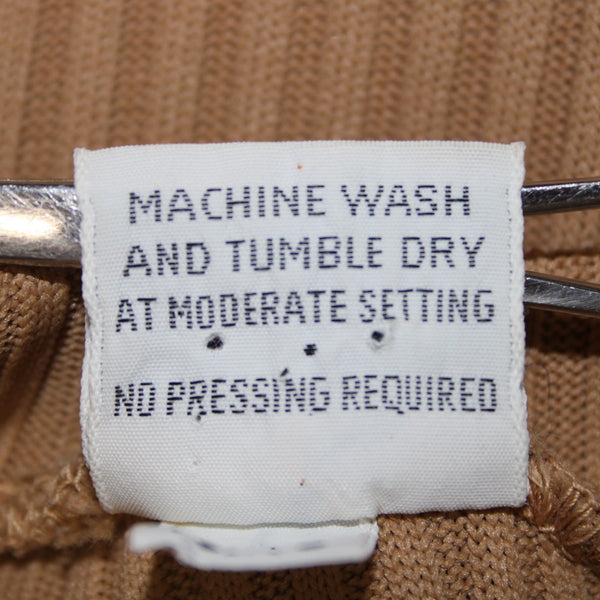 MACHINE WASH
AND TUMBLE DRY
AT MODERATE SETTING
• • •
NO PRESSING REQUIRED